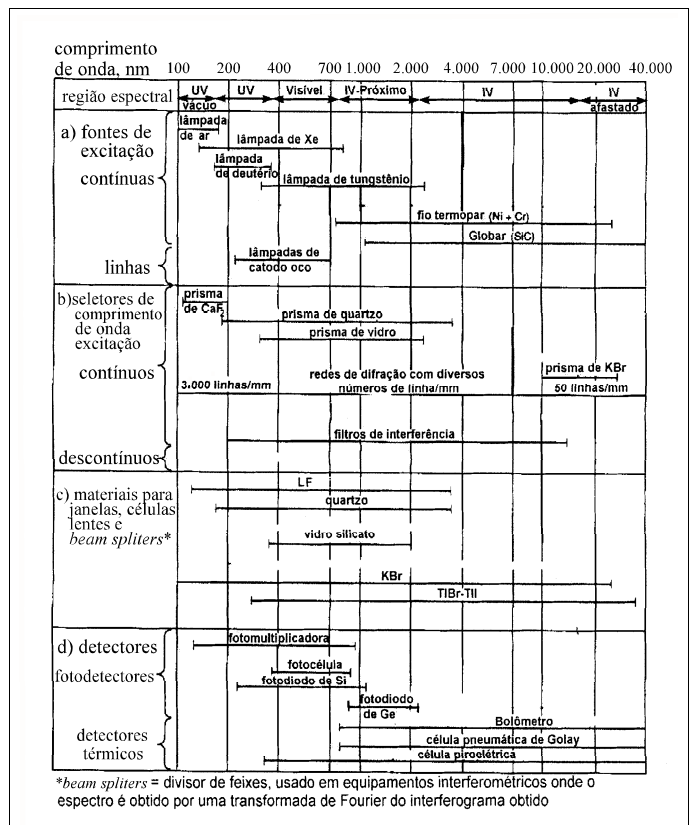 comprimento
de onda, nm 100 200 400 700 1.000 2.000 4.000 7.000 10.000 20.000 40.000
região espectral UV UV Visível IV-Próximo IV IV
vácuo afastado
a) fontes de
excitação
contínuas
lâmpada
de ar
lâmpada de Xe
lâmpada
de deutério
lâmpada de tungstênio
fio termopar (Ni + Cr)
Globar (SiC)
linhas
lâmpadas de
catodo oco
b)seletores de
comprimento
de onda
excitação
contínuos
prisma
de CaF2
prisma de quartzo
prisma de vidro
prisma de KBr
redes de difração com diversos
3.000 linhas/mm números de linha/mm 50 linhas/mm
filtros de interferência
descontínuos
c) materiais para
janelas, células
lentes e
beam spliters*
LF
quartzo
vidro silicato
KBr
TlBr-TlI
d) detectores
fotodetectores
fotomultiplicadora
fotocélula
fotodiodo de Si
fotodiodo
de Ge
detectores
térmicos
Bolômetro
célula pneumática de Golay
célula piroelétrica
*beam spliters = divisor de feixes, usado em equipamentos interferométricos onde o
espectro é obtido por uma transformada de Fourier do interferograma obtido